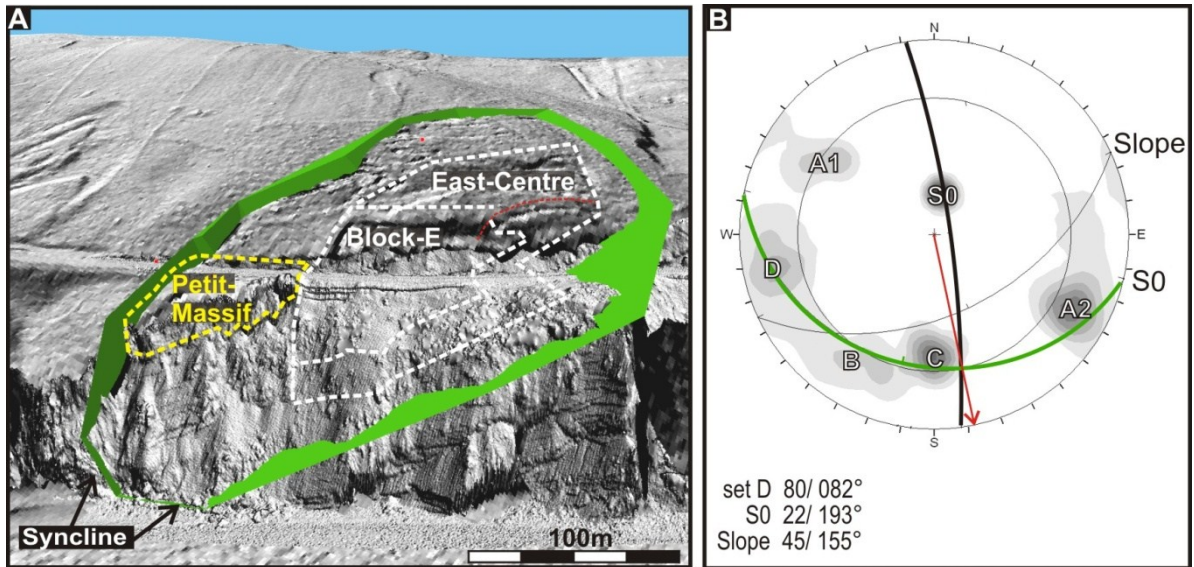 A
East-Centre
Block-E
Petit-
Massif
Syncline
100m
B
N
Slope
A1
S0
W
E
D
S0
A2
B
C
S
set D 80/ 082°
S0 22/ 193°
Slope 45/ 155°